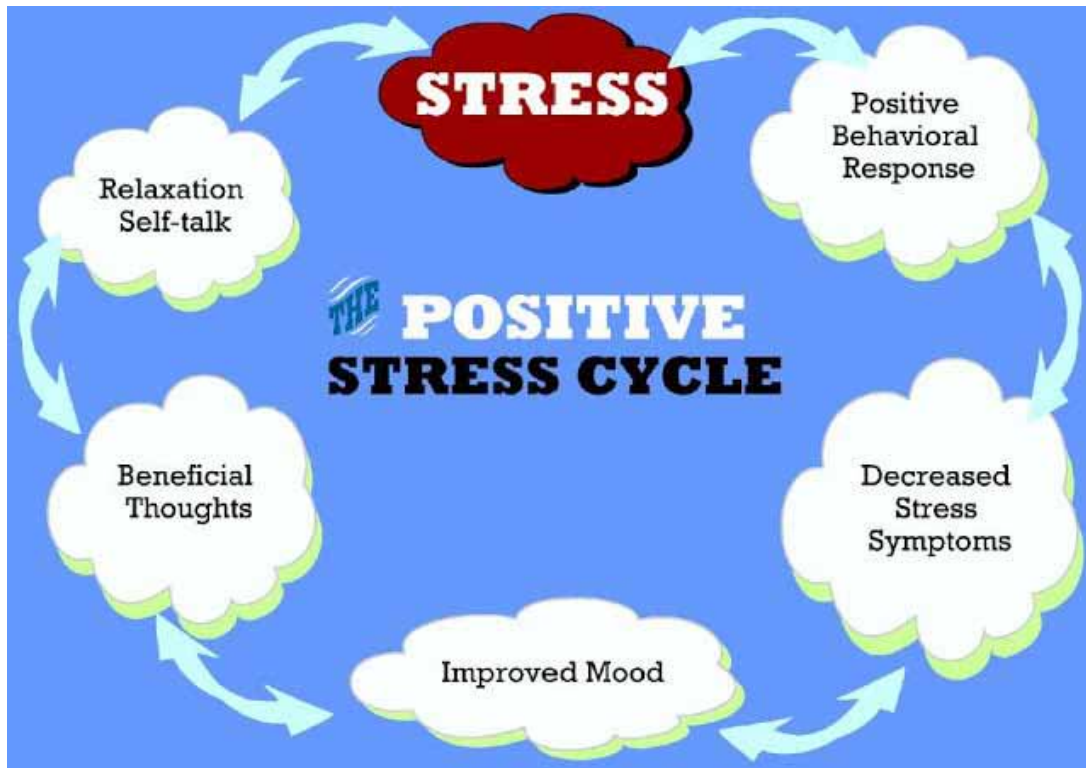 STRESS
Positive
Behavioral
Response
Relaxation
Self-talk
THE POSITIVE
STRESS CYCLE
Beneficial
Thoughts
Decreased
Stress
Symptoms
Improved Mood